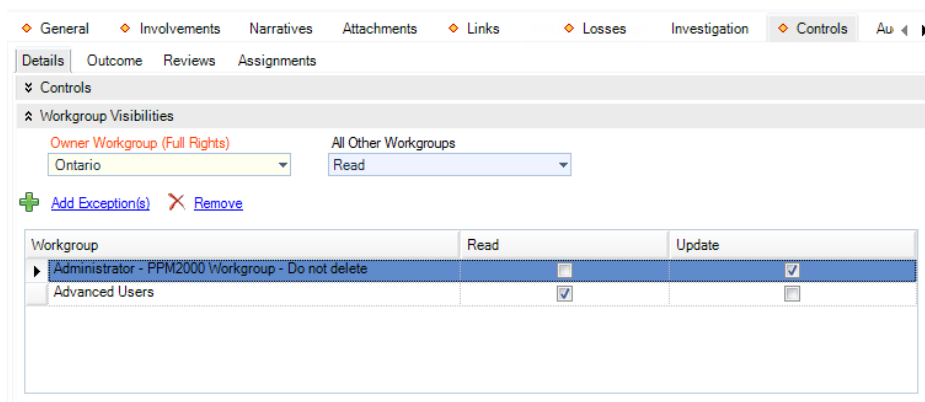 General Involvements Narratives Attachments Links Losses Investigation Controls Au
Details Outcome Reviews Assignments
Controls
Workgroup Visibilities
Owner Workgroup (Full Rights) All Other Workgroups
Ontario Read
Add Exception(s) Remove
Workgroup Read Update
Administrator - PPM2000 Workgroup - Do not delete
Advanced Users